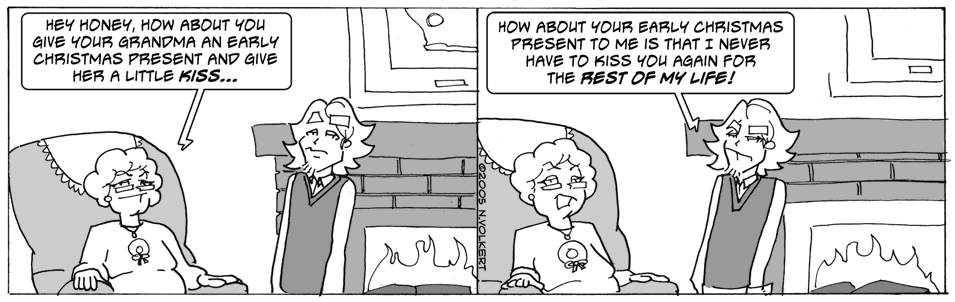 HEY HONEY, HOW ABOUT YOU
GIVE YOUR GRANDMA AN EARLY
CHRISTMAS PRESENT AND GIVE
HER A LITTLE KISS...
HOW ABOUT YOUR EARLY CHRISTMAS
PRESENT TO ME IS THAT I NEVER
HAVE TO KISS YOU AGAIN FOR
THE REST OF MY LIFE!
©2005 N.VOLKERT